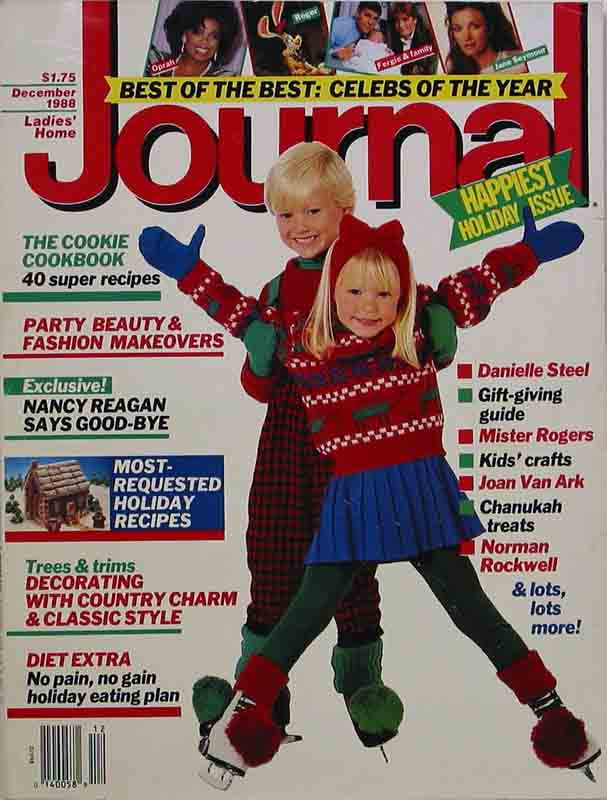 Oprah
Roger
Fergie & family
Jane Seymour
$1.75
December
1988
Ladies'
Home
BEST OF THE BEST: CELEBS OF THE YEAR
Journal
HAPPIEST
HOLIDAY ISSUE
THE COOKIE
COOKBOOK
40 super recipes
PARTY BEAUTY &
FASHION MAKEOVERS
Exclusive!
NANCY REAGAN
SAYS GOOD-BYE
MOST-
REQUESTED
HOLIDAY
RECIPES
Trees & trims
DECORATING
WITH COUNTRY CHARM
& CLASSIC STYLE
DIET EXTRA
No pain, no gain
holiday eating plan
Danielle Steel
Gift-giving
guide
Mister Rogers
Kids' crafts
Joan Van Ark
Chanukah
treats
Norman
Rockwell
& lots,
lots
more!
12
0 140058 9